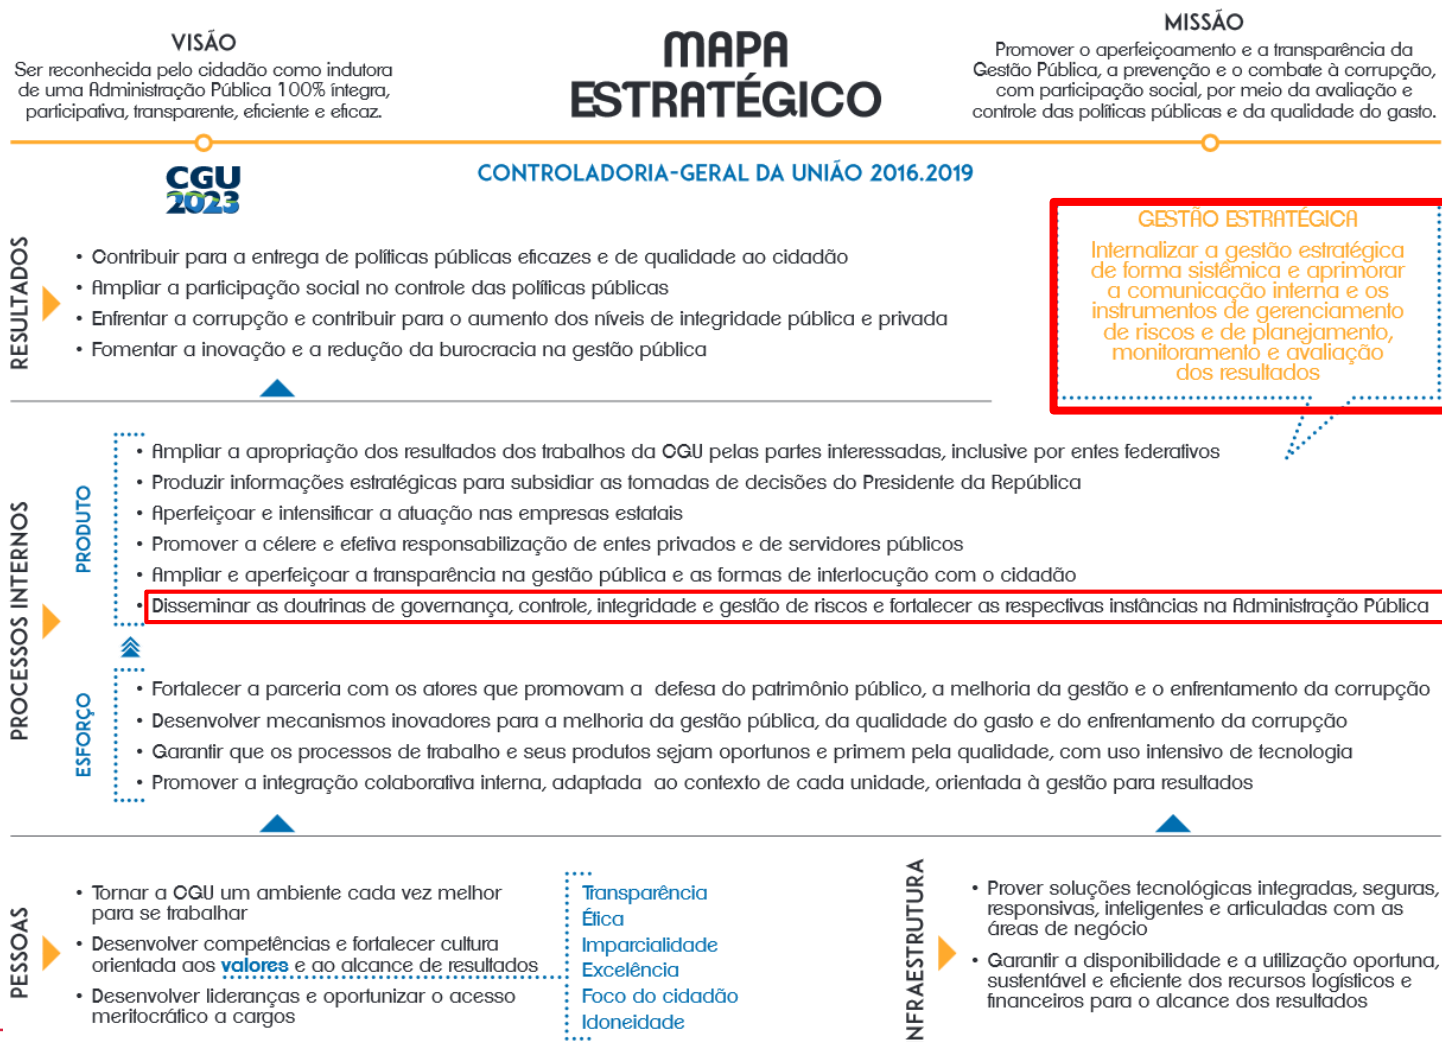 VISÃO
Ser reconhecida pelo cidadão como indutora
de uma Administração Pública 100% íntegra,
participativa, transparente, eficiente e eficaz.
MAPA
ESTRATÉGICO
MISSÃO
Promover o aperfeiçoamento e a transparência da
Gestão Pública, a prevenção e o combate à corrupção,
com participação social, por meio da avaliação e
controle das políticas públicas e da qualidade do gasto.
CGU
2023
CONTROLADORIA-GERAL DA UNIÃO 2016.2019
GESTÃO ESTRATÉGICA
Internalizar a gestão estratégica
de forma sistêmica e aprimorar
a comunicação interna e os
instrumentos de gerenciamento
de riscos e de planejamento,
monitoramento e avaliação
dos resultados
RESULTADOS
• Contribuir para a entrega de políticas públicas eficazes e de qualidade ao cidadão
• Ampliar a participação social no controle das políticas públicas
• Enfrentar a corrupção e contribuir para o aumento dos níveis de integridade pública e privada
• Fomentar a inovação e a redução da burocracia na gestão pública
PROCESSOS INTERNOS
PRODUTO
• Ampliar a apropriação dos resultados dos trabalhos da CGU pelas partes interessadas, inclusive por entes federativos
• Produzir informações estratégicas para subsidiar as tomadas de decisões do Presidente da República
• Aperfeiçoar e intensificar a atuação nas empresas estatais
• Promover a célere e efetiva responsabilização de entes privados e de servidores públicos
• Ampliar e aperfeiçoar a transparência na gestão pública e as formas de interlocução com o cidadão
• Disseminar as doutrinas de governança, controle, integridade e gestão de riscos e fortalecer as respectivas instâncias na Administração Pública
ESFORÇO
• Fortalecer a parceria com os atores que promovam a defesa do patrimônio público, a melhoria da gestão e o enfrentamento da corrupção
• Desenvolver mecanismos inovadores para a melhoria da gestão pública, da qualidade do gasto e do enfrentamento da corrupção
• Garantir que os processos de trabalho e seus produtos sejam oportunos e primem pela qualidade, com uso intensivo de tecnologia
• Promover a integração colaborativa interna, adaptada ao contexto de cada unidade, orientada à gestão para resultados
PESSOAS
• Tornar a CGU um ambiente cada vez melhor
para se trabalhar
• Desenvolver competências e fortalecer cultura
orientada aos valores e ao alcance de resultados
• Desenvolver lideranças e oportunizar o acesso
meritocrático a cargos
Transparência
Ética
Imparcialidade
Excelência
Foco do cidadão
Idoneidade
NFRAESTRUTURA
• Prover soluções tecnológicas integradas, seguras,
responsivas, inteligentes e articuladas com as
áreas de negócio
• Garantir a disponibilidade e a utilização oportuna,
sustentável e eficiente dos recursos logísticos e
financeiros para o alcance dos resultados